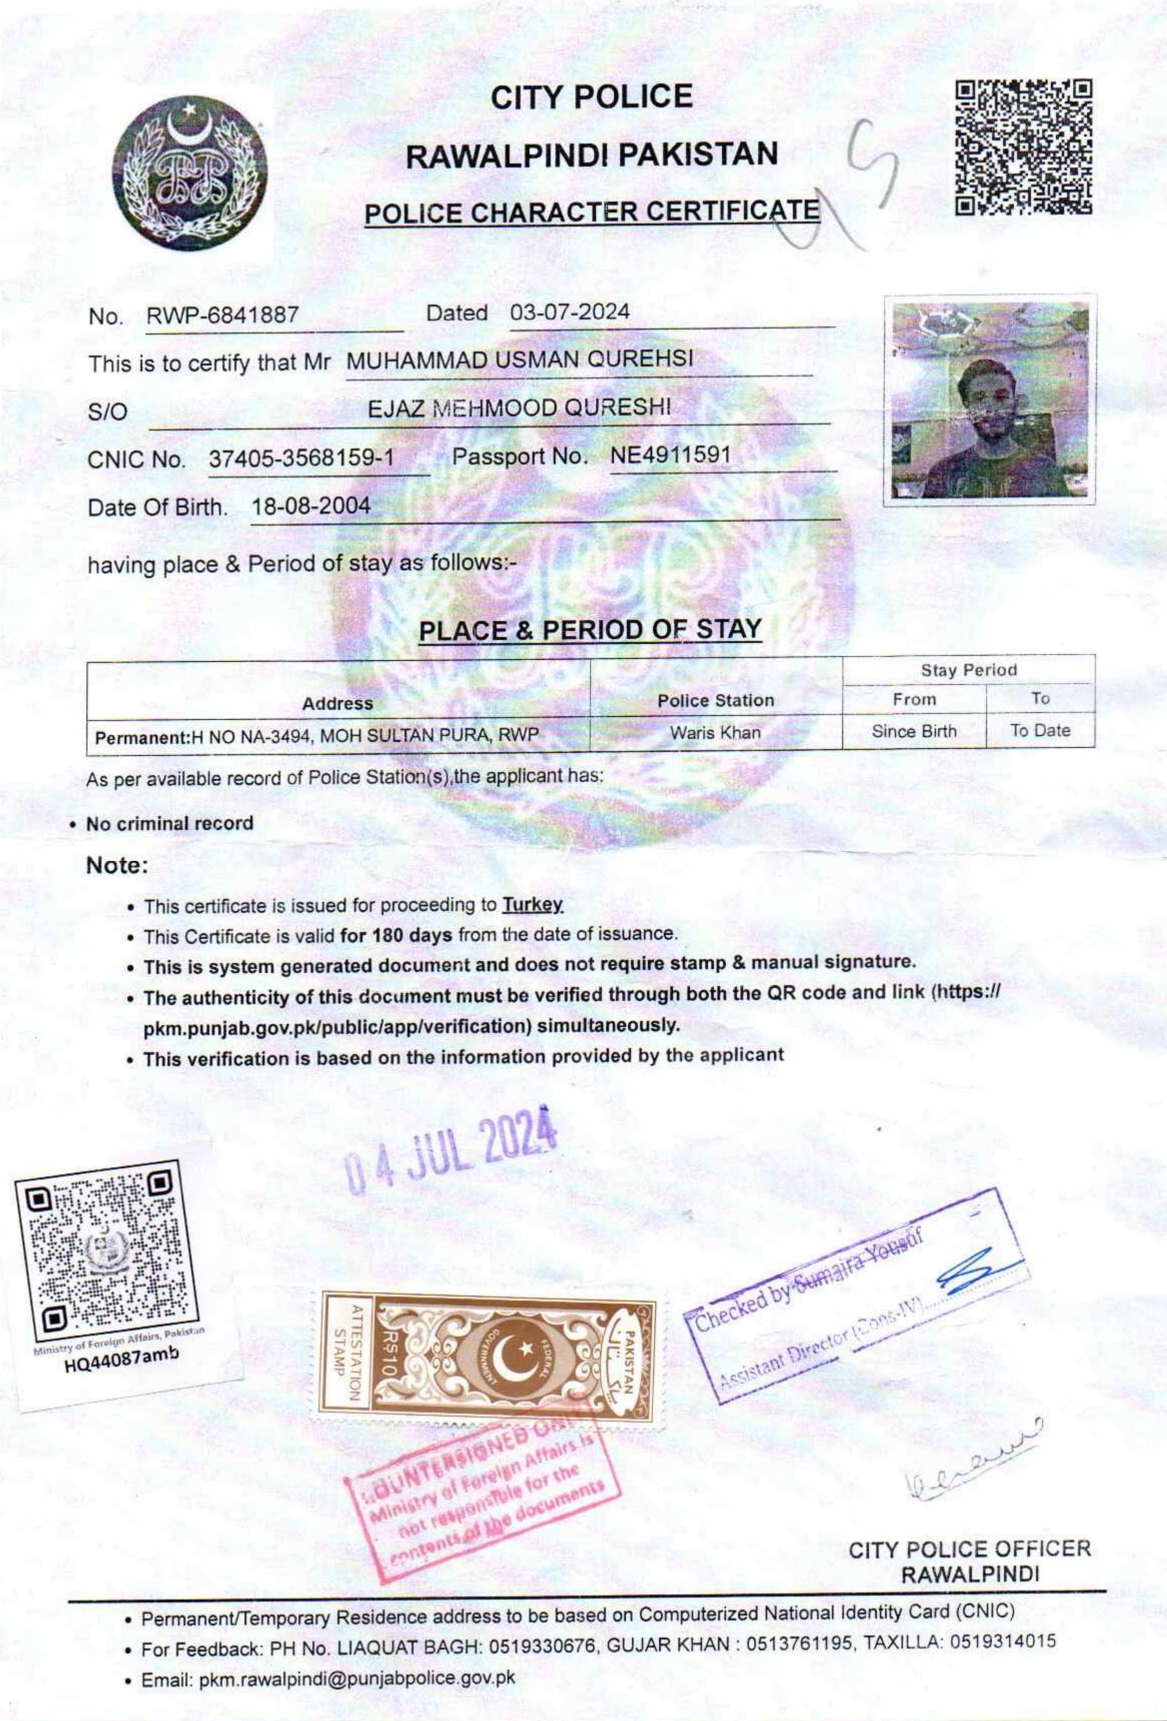 CITY POLICE
RAWALPINDI PAKISTAN
POLICE CHARACTER CERTIFICATE
No. RWP-6841887 Dated 03-07-2024
This is to certify that Mr MUHAMMAD USMAN QUREHSI
S/O EJAZ MEHMOOD QURESHI
CNIC No. 37405-3568159-1 Passport No. NE4911591
Date Of Birth. 18-08-2004
having place & Period of stay as follows:-
PLACE & PERIOD OF STAY
Stay Period
Address Police Station From To
Permanent:H NO NA-3494, MOH SULTAN PURA, RWP Waris Khan Since Birth To Date
As per available record of Police Station(s),the applicant has:
• No criminal record
Note:
• This certificate is issued for proceeding to Turkey
• This Certificate is valid for 180 days from the date of issuance.
• This is system generated document and does not require stamp & manual signature.
• The authenticity of this document must be verified through both the QR code and link (https://
pkm.punjab.gov.pk/public/app/verification) simultaneously.
• This verification is based on the information provided by the applicant
04 JUL 2024
Ministry of Foreign Affairs, Pakistan
HQ44087amb
ATTESTATION
STAMP
RS 10
FEDERAL
GOVERNMENT
PAKISTAN
پاکستان
Checked by Sumaira Yousuf
Assistant Director (Cons-IV)
COUNTERSIGNED ONLY
Ministry of Foreign Affairs is
not responsible for the
contents of the documents
CITY POLICE OFFICER
RAWALPINDI
• Permanent/Temporary Residence address to be based on Computerized National Identity Card (CNIC)
• For Feedback: PH No. LIAQUAT BAGH: 0519330676, GUJAR KHAN : 0513761195, TAXILLA: 0519314015
• Email: pkm.rawalpindi@punjabpolice.gov.pk